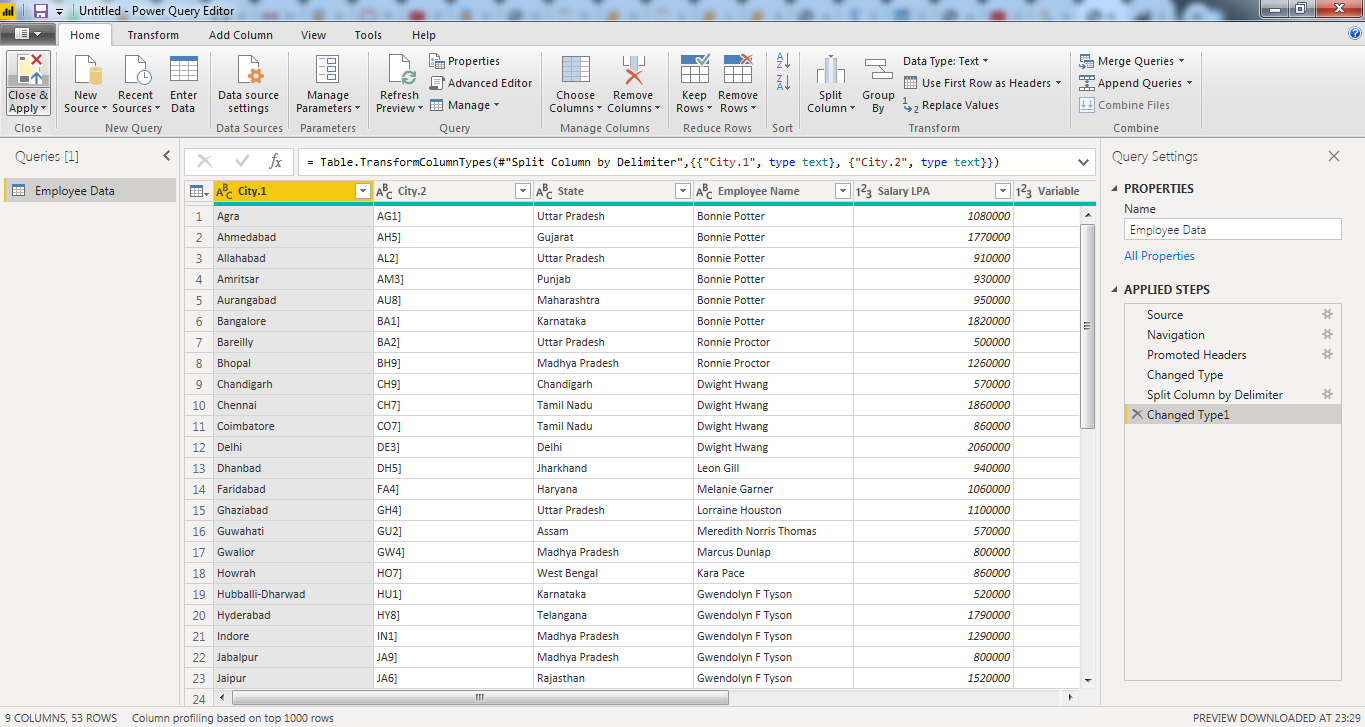 Untitled - Power Query Editor
Home Transform Add Column View Tools Help
Close & Apply
New Source
Recent Sources
Enter Data
Data source settings
Manage Parameters
Refresh Preview
Properties
Advanced Editor
Manage
Choose Columns
Remove Columns
Keep Rows
Remove Rows
Split Column
Group By
Data Type: Text
Use First Row as Headers
Replace Values
Merge Queries
Append Queries
Combine Files
Close New Query Data Sources Parameters Query Manage Columns Reduce Rows Sort Transform Combine
Queries [1]
Employee Data
= Table.TransformColumnTypes(#"Split Column by Delimiter",{{"City.1", type text}, {"City.2", type text}})
City.1 City.2 State Employee Name Salary LPA Variable
1 Agra AG1] Uttar Pradesh Bonnie Potter 1080000
2 Ahmedabad AH5] Gujarat Bonnie Potter 1770000
3 Allahabad AL2] Uttar Pradesh Bonnie Potter 910000
4 Amritsar AM3] Punjab Bonnie Potter 930000
5 Aurangabad AU8] Maharashtra Bonnie Potter 950000
6 Bangalore BA1] Karnataka Bonnie Potter 1820000
7 Bareilly BA2] Uttar Pradesh Ronnie Proctor 500000
8 Bhopal BH9] Madhya Pradesh Ronnie Proctor 1260000
9 Chandigarh CH9] Chandigarh Dwight Hwang 570000
10 Chennai CH7] Tamil Nadu Dwight Hwang 1860000
11 Coimbatore CO7] Tamil Nadu Dwight Hwang 860000
12 Delhi DE3] Delhi Dwight Hwang 2060000
13 Dhanbad DH5] Jharkhand Leon Gill 940000
14 Faridabad FA4] Haryana Melanie Garner 1060000
15 Ghaziabad GH4] Uttar Pradesh Lorraine Houston 1100000
16 Guwahati GU2] Assam Meredith Norris Thomas 570000
17 Gwalior GW4] Madhya Pradesh Marcus Dunlap 800000
18 Howrah HO7] West Bengal Kara Pace 860000
19 Hubballi-Dharwad HU1] Karnataka Gwendolyn F Tyson 520000
20 Hyderabad HY8] Telangana Gwendolyn F Tyson 1790000
21 Indore IN1] Madhya Pradesh Gwendolyn F Tyson 1290000
22 Jabalpur JA9] Madhya Pradesh Gwendolyn F Tyson 800000
23 Jaipur JA6] Rajasthan Gwendolyn F Tyson 1520000
24
Query Settings
PROPERTIES
Name
Employee Data
All Properties
APPLIED STEPS
Source
Navigation
Promoted Headers
Changed Type
Split Column by Delimiter
Changed Type1
9 COLUMNS, 53 ROWS Column profiling based on top 1000 rows PREVIEW DOWNLOADED AT 23:29